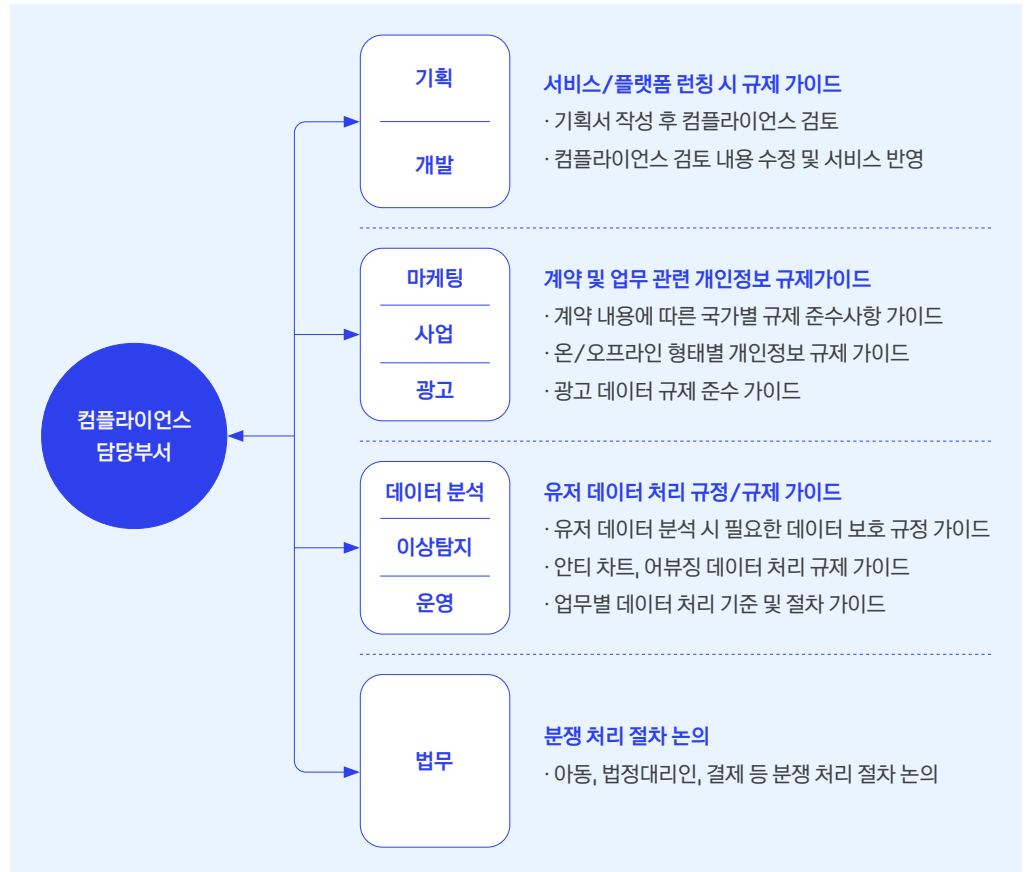 컴플라이언스
담당부서
기획
개발
서비스/플랫폼 런칭 시 규제 가이드
· 기획서 작성 후 컴플라이언스 검토
· 컴플라이언스 검토 내용 수정 및 서비스 반영
마케팅
사업
광고
계약 및 업무 관련 개인정보 규제가이드
· 계약 내용에 따른 국가별 규제 준수사항 가이드
· 온/오프라인 형태별 개인정보 규제 가이드
· 광고 데이터 규제 준수 가이드
데이터 분석
이상탐지
운영
유저 데이터 처리 규정/규제 가이드
· 유저 데이터 분석 시 필요한 데이터 보호 규정 가이드
· 안티 차트, 어뷰징 데이터 처리 규제 가이드
· 업무별 데이터 처리 기준 및 절차 가이드
법무
분쟁 처리 절차 논의
· 아동, 법정대리인, 결제 등 분쟁 처리 절차 논의